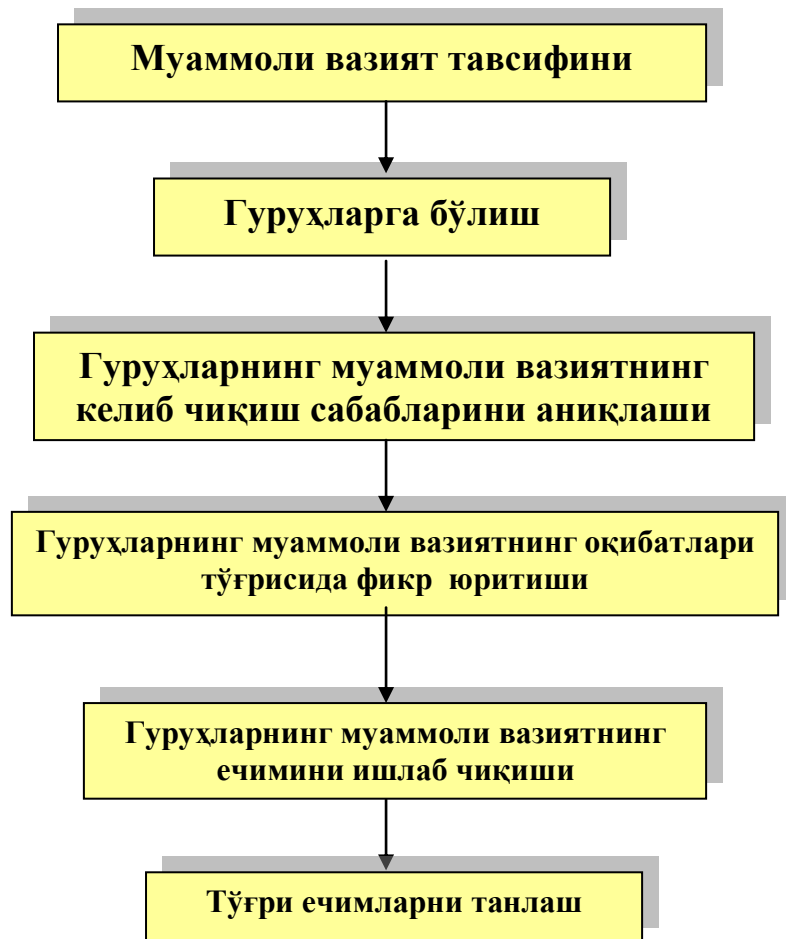 Муаммоли вазият тавсифини
Гуруҳларга бўлиш
Гуруҳларнинг муаммоли вазиятнинг
келиб чиқиш сабабларини аниқлаши
Гуруҳларнинг муаммоли вазиятнинг оқибатлари
тўғрисида фикр юритиши
Гуруҳларнинг муаммоли вазиятнинг
ечимини ишлаб чиқиши
Тўғри ечимларни танлаш